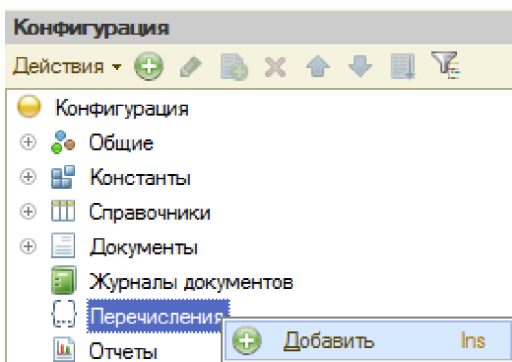 Конфигурация
Действия
Конфигурация
Общие
Константы
Справочники
Документы
Журналы документов
Перечисления
Добавить Ins
Отчеты